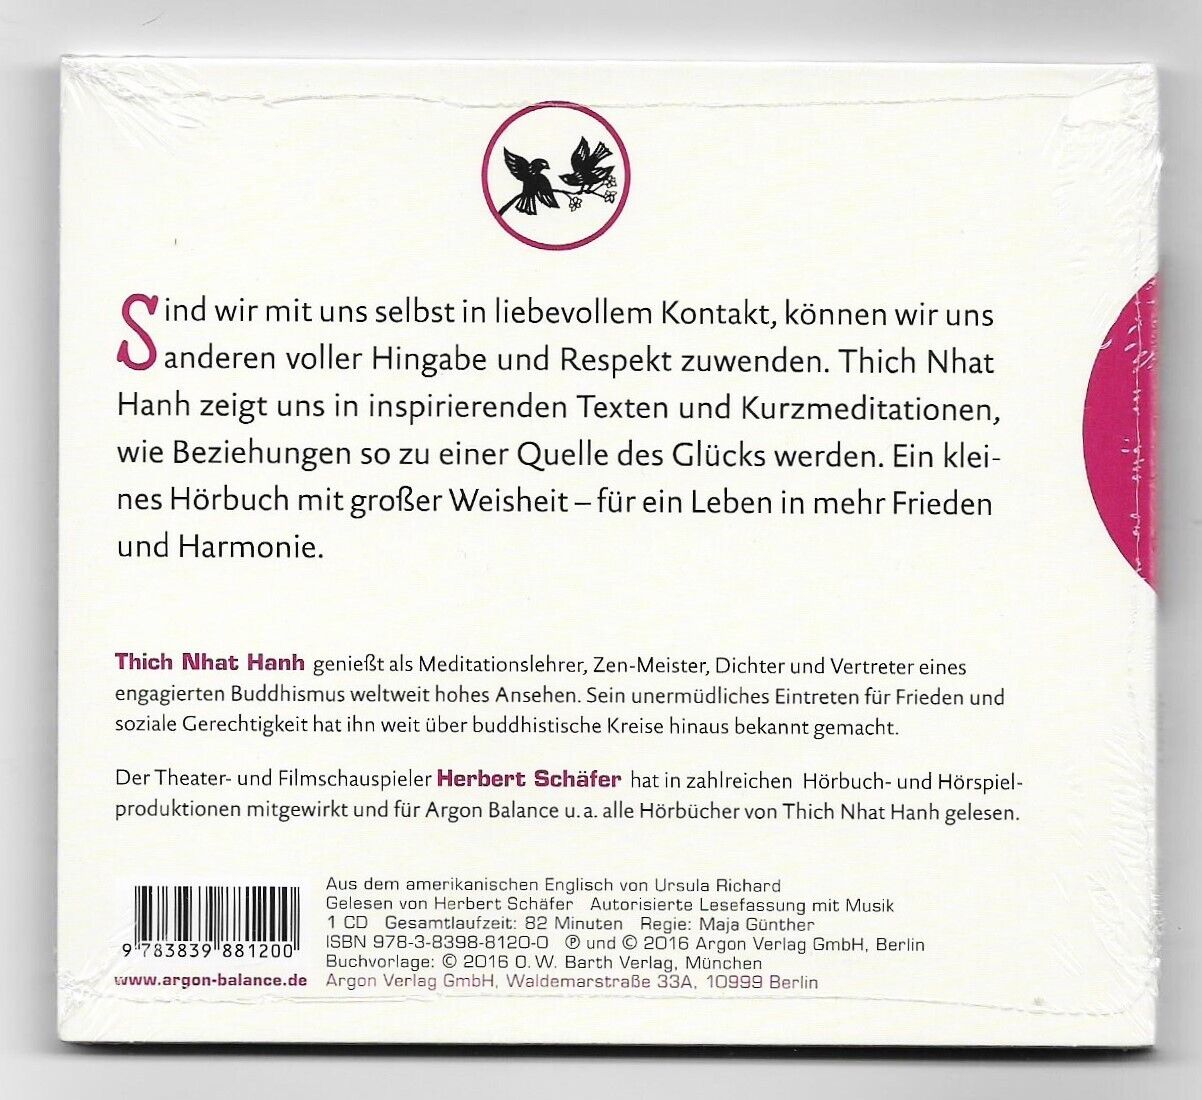 Sind wir mit uns selbst in liebevollem Kontakt, können wir uns
anderen voller Hingabe und Respekt zuwenden. Thich Nhat
Hanh zeigt uns in inspirierenden Texten und Kurzmeditationen,
wie Beziehungen so zu einer Quelle des Glücks werden. Ein klei-
nes Hörbuch mit großer Weisheit – für ein Leben in mehr Frieden
und Harmonie.
Thich Nhat Hanh genießt als Meditationslehrer, Zen-Meister, Dichter und Vertreter eines
engagierten Buddhismus weltweit hohes Ansehen. Sein unermüdliches Eintreten für Frieden und
soziale Gerechtigkeit hat ihn weit über buddhistische Kreise hinaus bekannt gemacht.
Der Theater- und Filmschauspieler Herbert Schäfer hat in zahlreichen Hörbuch- und Hörspiel-
produktionen mitgewirkt und für Argon Balance u. a. alle Hörbücher von Thich Nhat Hanh gelesen.
9 783839 881200
www.argon-balance.de
Aus dem amerikanischen Englisch von Ursula Richard
Gelesen von Herbert Schäfer Autorisierte Lesefassung mit Musik
1 CD Gesamtlaufzeit: 82 Minuten Regie: Maja Günther
ISBN 978-3-8398-8120-0 ℗ und © 2016 Argon Verlag GmbH, Berlin
Buchvorlage: © 2016 O. W. Barth Verlag, München
Argon Verlag GmbH, Waldemarstraße 33A, 10999 Berlin